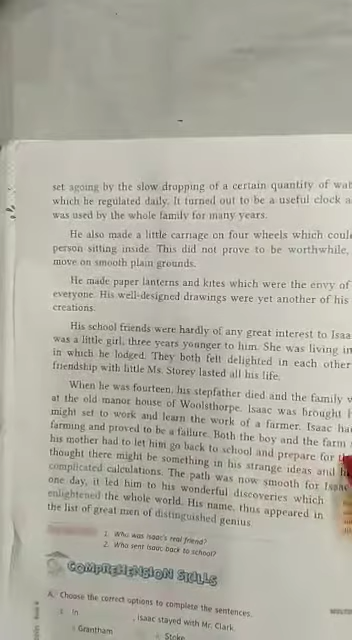 set agoing by the slow dropping of a certain quantity of wat
which he regulated daily. It turned out to be a useful clock a
was used by the whole family for many years.
He also made a little carriage on four wheels which coul
person sitting inside. This did not prove to be worthwhile,
move on smooth plain grounds.
He made paper lanterns and kites which were the envy of
everyone. His well-designed drawings were yet another of his
creations.
His school friends were hardly of any great interest to Isaa
was a little girl, three years younger to him. She was living in
in which he lodged. They both felt delighted in each other
friendship with little Ms. Storey lasted all his life.
When he was fourteen, his stepfather died and the family
at the old manor house of Woolsthorpe. Isaac was brought
might set to work and learn the work of a farmer. Isaac ha
farming and proved to be a failure. Both the boy and the farm
his mother had to let him go back to school and prepare for
thought there might be something in his strange ideas and
complicated calculations. The path was now smooth for Isaac
one day, it led him to his wonderful discoveries which
enlightened the whole world. His name, thus appeared in
the list of great men of distinguished genius.
1. Who was Isaac's real friend?
2. Who sent Isaac back to school?
COMPREHENSION SKILLS
A. Choose the correct options to complete the sentences.
In , Isaac stayed with Mr. Clark.
Grantham Stoke